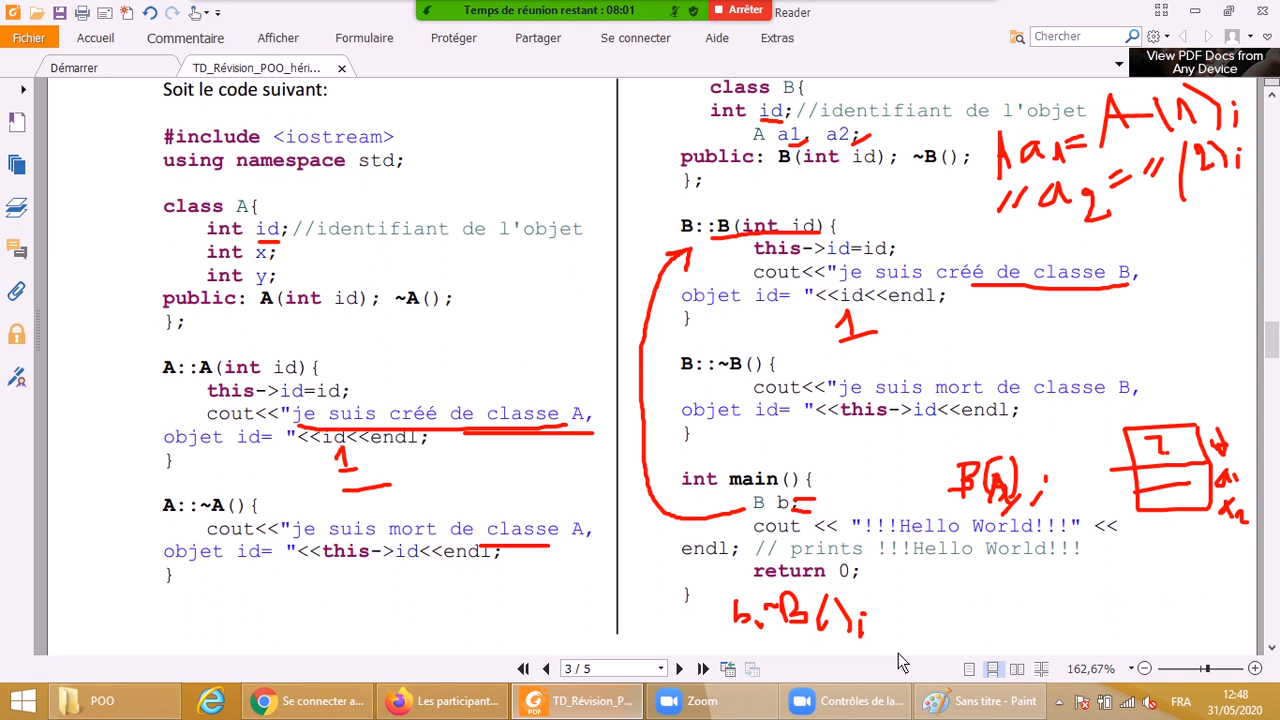 Temps de réunion restant : 08:01
Arrêter
Reader
Fichier
Accueil
Commentaire
Afficher
Formulaire
Protéger
Partager
Se connecter
Aide
Extras
Chercher
Démarrer
TD_Révision_POO_héri...
View PDF Docs from
Any Device
Soit le code suivant:
#include <iostream>
using namespace std;
class A{
int id;//identifiant de l'objet
int x;
int y;
public: A(int id); ~A();
};
A::A(int id){
this->id=id;
cout<<"je suis créé de classe A,
objet id= "<<id<<endl;
1
}
A::~A(){
cout<<"je suis mort de classe A,
objet id= "<<this->id<<endl;
}
class B{
int id;//identifiant de l'objet
A a1, a2;
public: B(int id); ~B();
};
A a1= A(1);
" a2= "(2);
B::B(int id){
this->id=id;
cout<<"je suis créé de classe B,
objet id= "<<id<<endl;
}
1
B::~B(){
cout<<"je suis mort de classe B,
objet id= "<<this->id<<endl;
}
int main(){
B b;
cout << "!!!Hello World!!!" <<
endl; // prints !!!Hello World!!!
return 0;
}
b.~B();
3 / 5
162,67%
POO
Se connecter a...
Les participant...
TD_Révision_P...
Zoom
Contrôles de la...
Sans titre - Paint
FR
12:48
31/05/2020